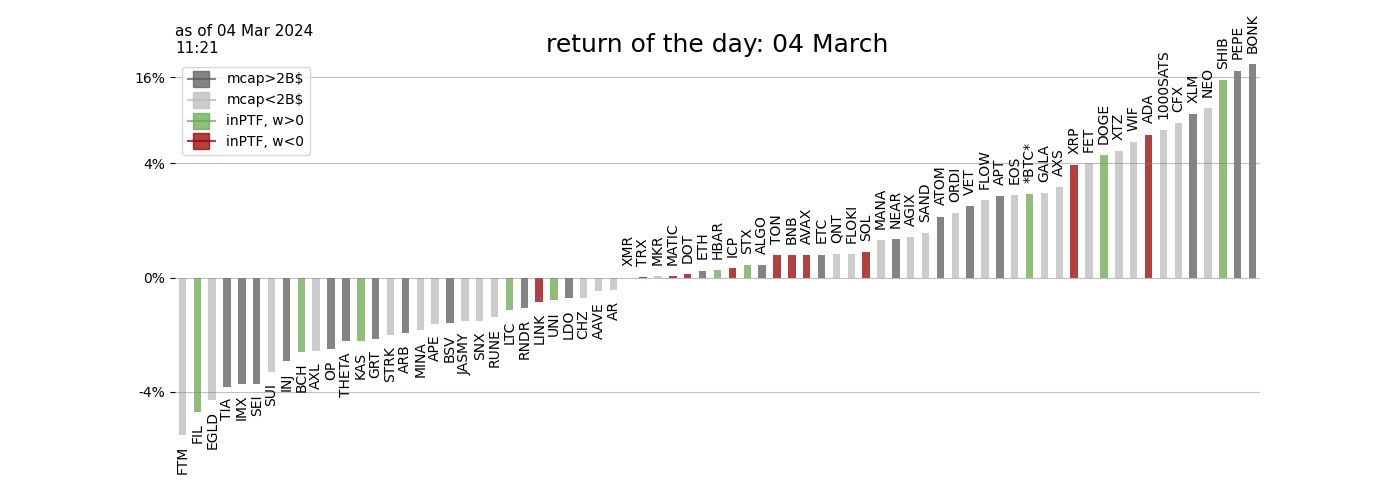 as of 04 Mar 2024
11:21
return of the day: 04 March
mcap>2B$
mcap<2B$
inPTF, w>0
inPTF, w<0
16%
4%
0%
-4%
FTM
FIL
EGLD
TIA
IMX
SEI
SUI
INJ
BCH
AXL
OP
THETA
KAS
GRT
STRK
ARB
MINA
APE
BSV
JASMY
SNX
RUNE
LTC
RNDR
LINK
UNI
LDO
CHZ
AAVE
AR
XMR
TRX
MKR
MATIC
DOT
ETH
HBAR
ICP
STX
ALGO
TON
BNB
AVAX
ETC
QNT
FLOKI
SOL
MANA
NEAR
AGIX
SAND
ATOM
ORDI
VET
FLOW
APT
EOS
*BTC*
GALA
AXS
XRP
FET
DOGE
XTZ
WIF
ADA
1000SATS
CFX
XLM
NEO
SHIB
PEPE
BONK